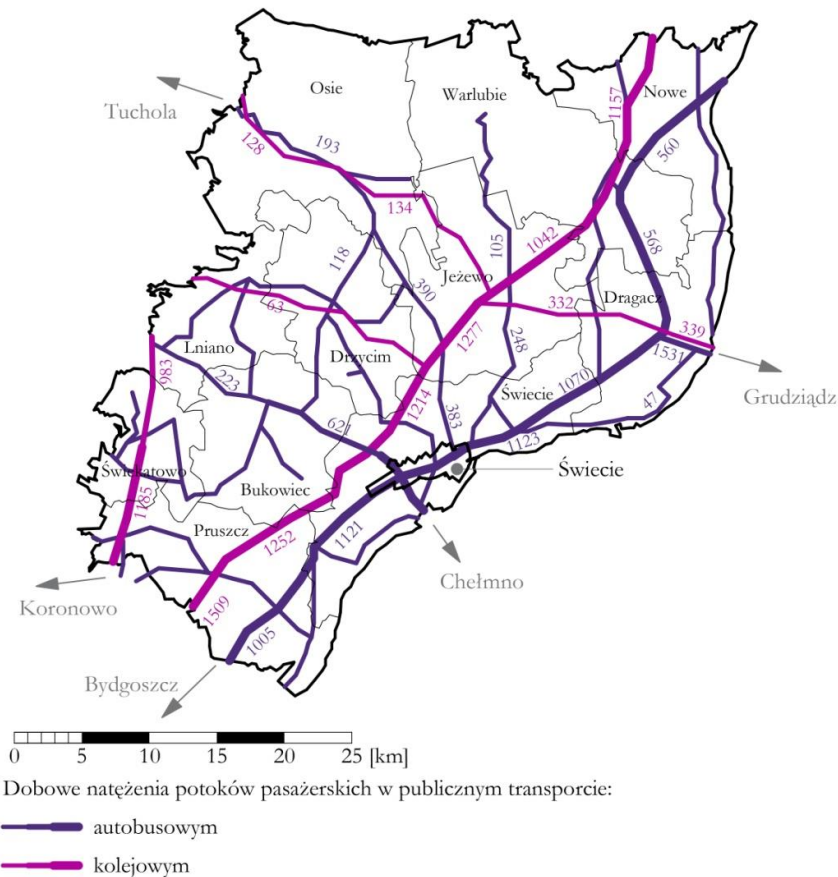 Osie
Warlubie
Nowe
Tuchola
1157
193
128
560
134
105
1042
568
118
390
Jeżewo
Dragacz
63
332
339
1277
Lniano
Drzycim
248
1531
983
223
1214
383
Świecie
1070
47
Grudziądz
621
1123
Świekatowo
Świecie
1185
Bukowiec
Pruszcz
1252
1121
Chełmno
Koronowo
1509
1005
Bydgoszcz
0 5 10 15 20 25 [km]
Dobowe natężenia potoków pasażerskich w publicznym transporcie:
autobusowym
kolejowym